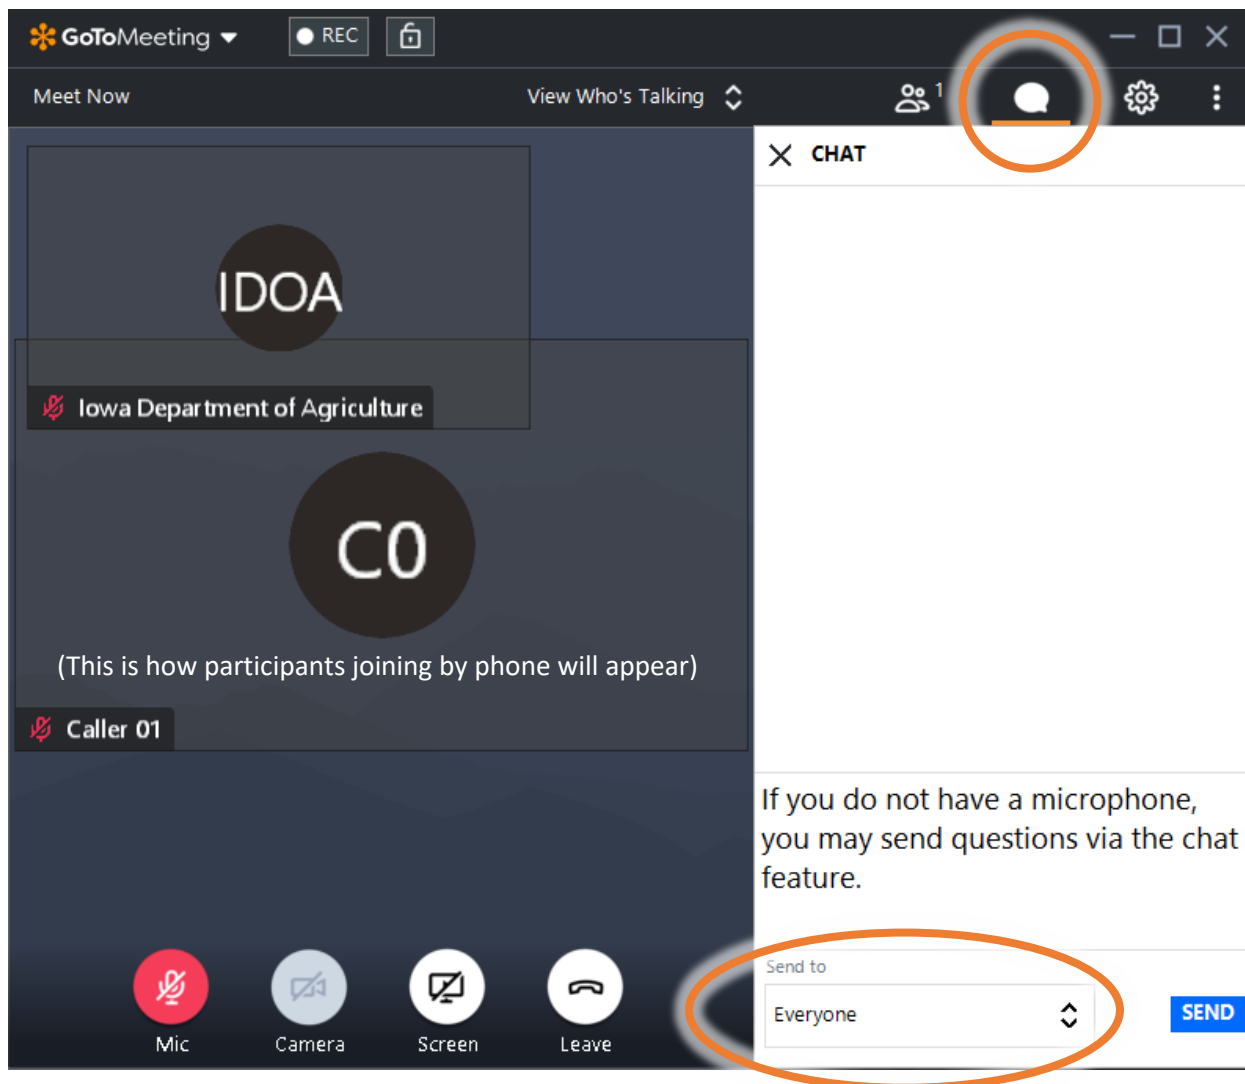 GoToMeeting
REC
Meet Now
View Who's Talking
1
CHAT
IDOA
Iowa Department of Agriculture
C0
(This is how participants joining by phone will appear)
Caller 01
If you do not have a microphone,
you may send questions via the chat
feature.
Send to
Everyone
SEND
Mic
Camera
Screen
Leave